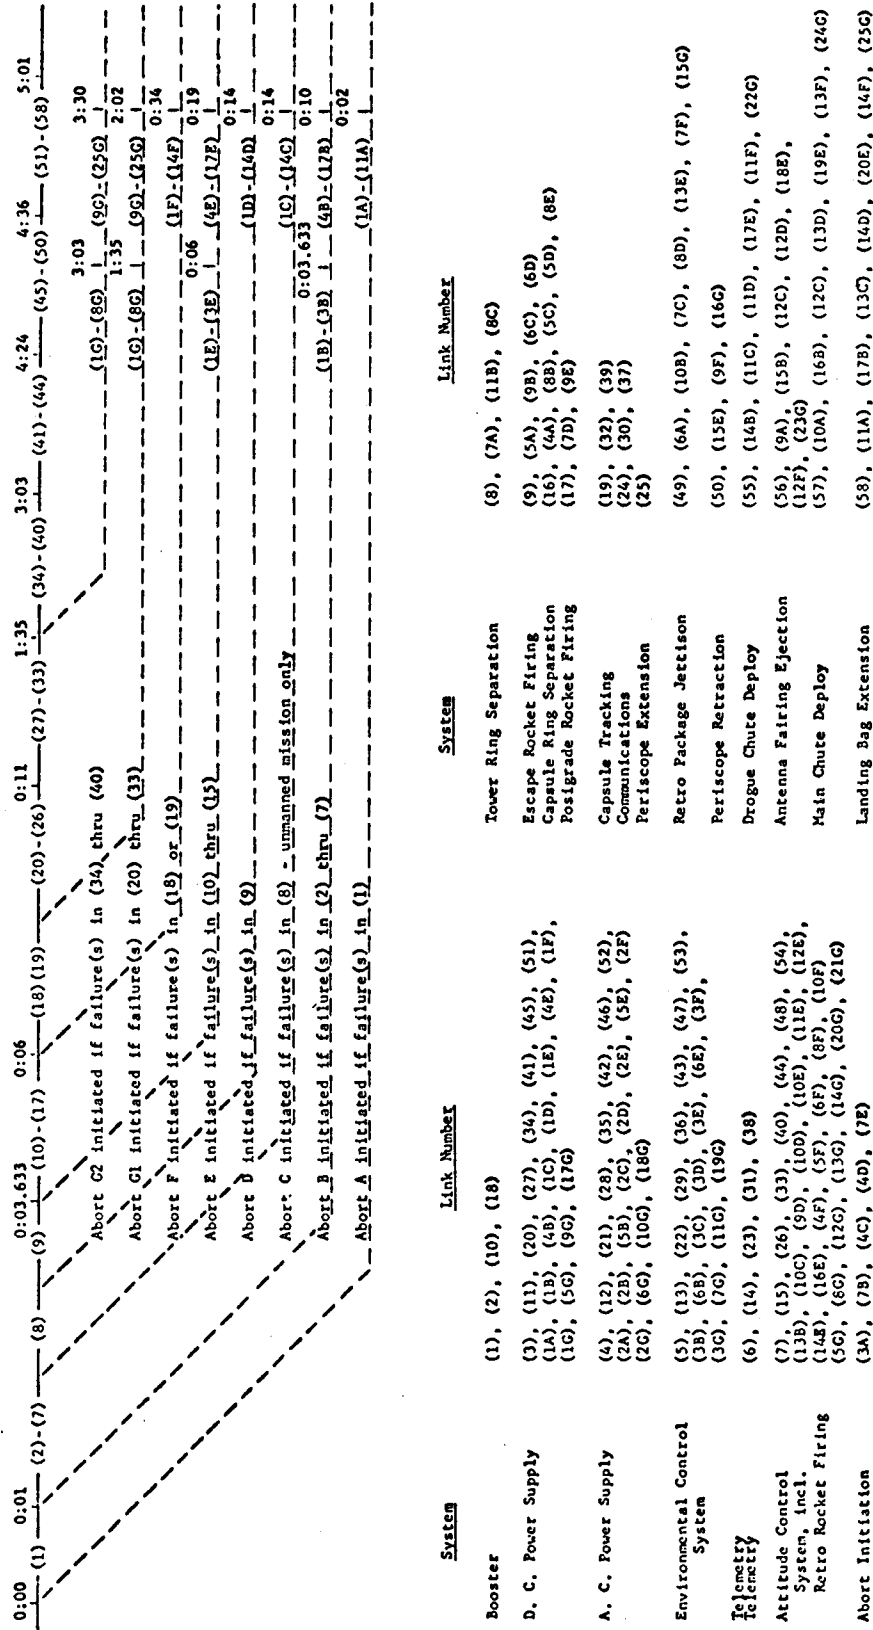 0:00 (1) 0:01 (2)-(7) (8) (9) 0:03.633 (10)-(17) 0:06 (18)(19) (20)-(26) 0:11 (27)-(33) 1:35 (34)-(40) 3:03 (41)-(44) 4:24 (45)-(50) 4:36 (51)-(58) 5:01
Abort C2 initiated if failure(s) in (34) thru (40) (1G)-(8G) 3:03 (9G)-(25G) 3:30
Abort G1 initiated if failure(s) in (20) thru (33) (1G)-(8G) 1:35 (9G)-(25G) 2:02
Abort F initiated if failure(s) in (18) or (19) (1F)-(14F) 0:34
Abort E initiated if failure(s) in (10) thru (15) (1E)-(3E) 0:06 (4E)-(17E) 0:19
Abort D initiated if failure(s) in (9) (1D)-(14D) 0:14
Abort C initiated if failure(s) in (8) - unmanned mission only (1C)-(14C) 0:14
Abort B initiated if failure(s) in (2) thru (7) (1B)-(3B) 0:03.633 (4B)-(17B) 0:10
Abort A initiated if failure(s) in (1) (1A)-(11A) 0:02
System Link Number
Booster (1), (2), (10), (18)
D. C. Power Supply (3), (11), (20), (27), (34), (41), (45), (51),
(1A), (1B), (4B), (1C), (1D), (1E), (4E), (1F),
(1G), (5G), (9G), (17G)
A. C. Power Supply (4), (12), (21), (28), (35), (42), (46), (52),
(2A), (2B), (5B), (2C), (2D), (2E), (5E), (2F)
(2G), (6G), (10G), (18G)
Environmental Control (5), (13), (22), (29), (36), (43), (47), (53),
System (3B), (6B), (3C), (3D), (3E), (6E), (3F),
(3G), (7G), (11G), (19G)
Telemetry (6), (14), (23), (31), (38)
Telemetry
Attitude Control (7), (15), (26), (33), (40), (44), (48), (54),
System, incl. (13B), (10C), (9D), (10D), (10E), (11E), (12E),
Retro Rocket Firing (14E), (16E), (4F), (5F), (6F), (8F), (10F)
(5G), (8G), (12G), (13G), (14G), (20G), (21G)
Abort Initiation (3A), (7B), (4C), (4D), (7E)
System Link Number
Tower Ring Separation (8), (7A), (11B), (8C)
Escape Rocket Firing (9), (5A), (9B), (6C), (6D)
Capsule Ring Separation (16), (4A), (8B), (5C), (5D), (8E)
Posigrade Rocket Firing (17), (7D), (9E)
Capsule Tracking (19), (32), (39)
Communications (24), (30), (37)
Periscope Extension (25)
Retro Package Jettison (49), (6A), (10B), (7C), (8D), (13E), (7F), (15G)
Periscope Retraction (50), (15E), (9F), (16G)
Drogue Chute Deploy (55), (14B), (11C), (11D), (17E), (11F), (22G)
Antenna Fairing Ejection (56), (9A), (15B), (12C), (12D), (18E),
(12F), (23G)
Main Chute Deploy (57), (10A), (16B), (12C), (13D), (19E), (13F), (24G)
Landing Bag Extension (58), (11A), (17B), (13C), (14D), (20E), (14F), (25G)